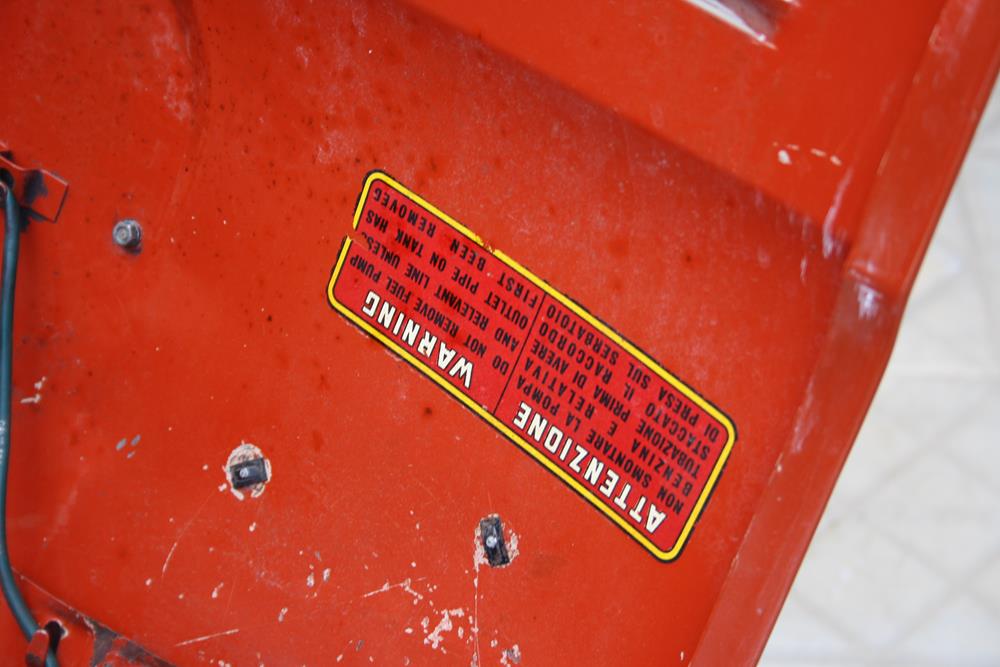 ATTENZIONE
NON SMONTARE LA POMPA
BENZINA E RELATIVA
TUBAZIONE PRIMA DI AVERE
STACCATO IL RACCORDO
DI PRESA SUL SERBATOIO
WARNING
DO NOT REMOVE FUEL PUMP
AND RELEVANT LINE UNLES
OUTLET PIPE ON TANK HAS
FIRST BEEN REMOVED